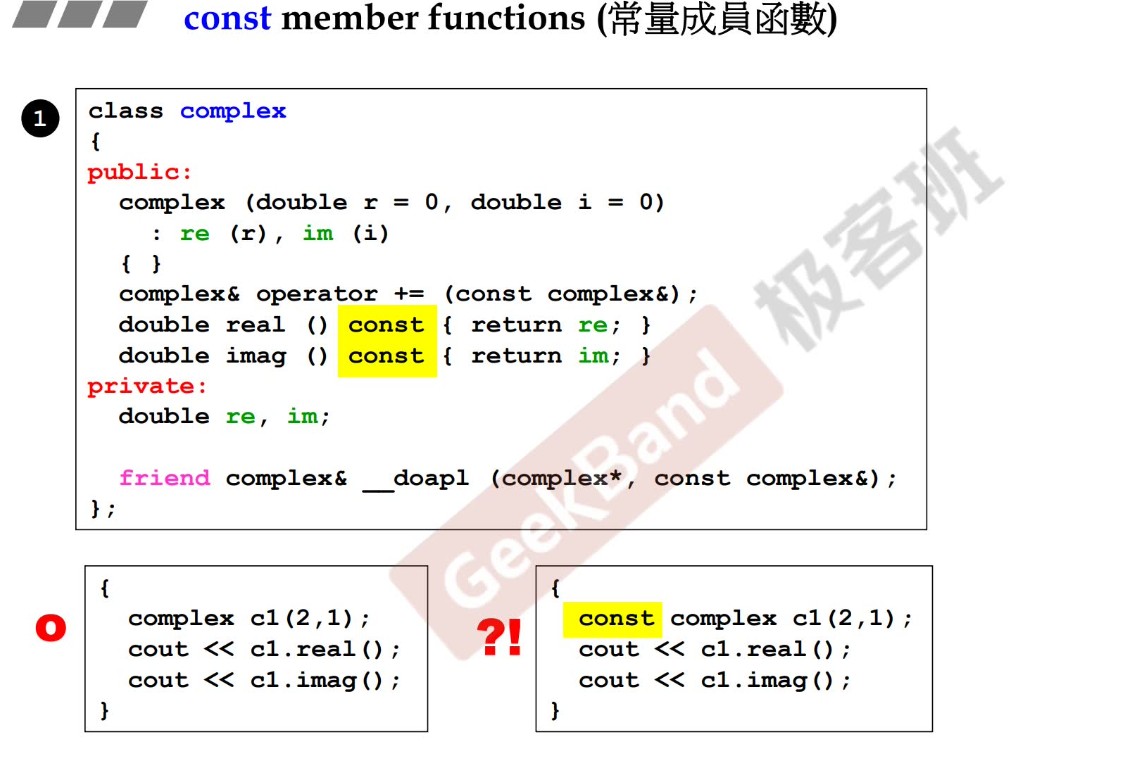 const member functions (常量成員函數)
1
class complex
{
public:
complex (double r = 0, double i = 0)
: re (r), im (i)
{ }
complex& operator += (const complex&);
double real () const { return re; }
double imag () const { return im; }
private:
double re, im;
friend complex& __doapl (complex*, const complex&);
};
极客班
GeekBand
O
{
complex c1(2,1);
cout << c1.real();
cout << c1.imag();
}
?!
{
const complex c1(2,1);
cout << c1.real();
cout << c1.imag();
}